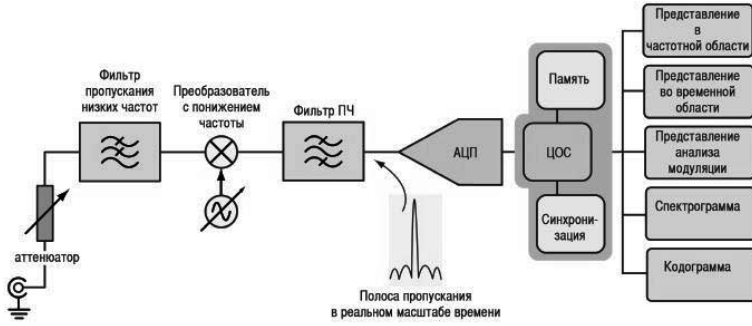 Фильтр
пропускания
низких частот
Преобразователь
с понижением
частоты
Фильтр ПЧ
АЦП
Память
ЦОС
Синхрони-
зация
Представление
в
частотной области
Представление
во временной
области
Представление
анализа
модуляции
Спектрограмма
Кодограмма
аттенюатор
Полоса пропускания
в реальном масштабе времени